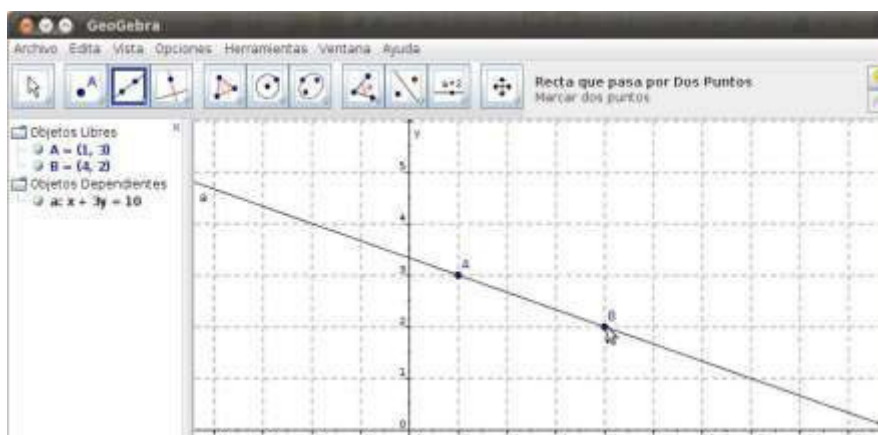 GeoGebra
Archivo Edita Vista Opciones Herramientas Ventana Ayuda
A
a=2
Recta que pasa por Dos Puntos
Marcar dos puntos
Objetos Libres
A = (1, 3)
B = (4, 2)
Objetos Dependientes
a: x + 3y = 10
y
5
a
4
3
A
B
2
1
0